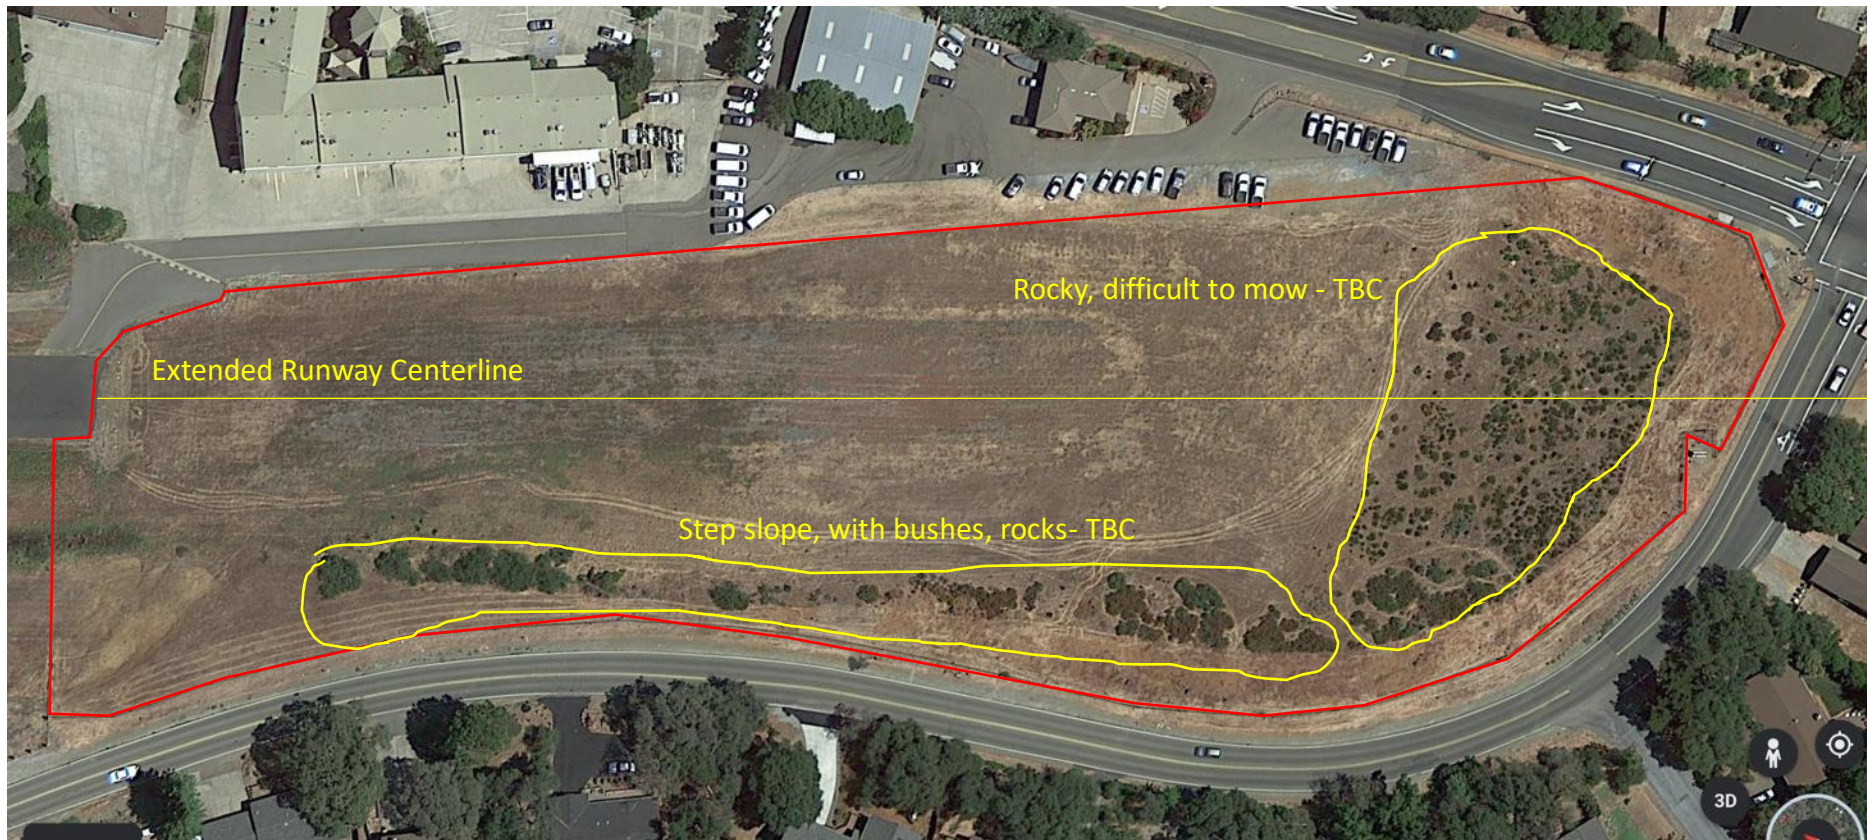 Rocky, difficult to mow - TBC
Extended Runway Centerline
Step slope, with bushes, rocks- TBC
3D